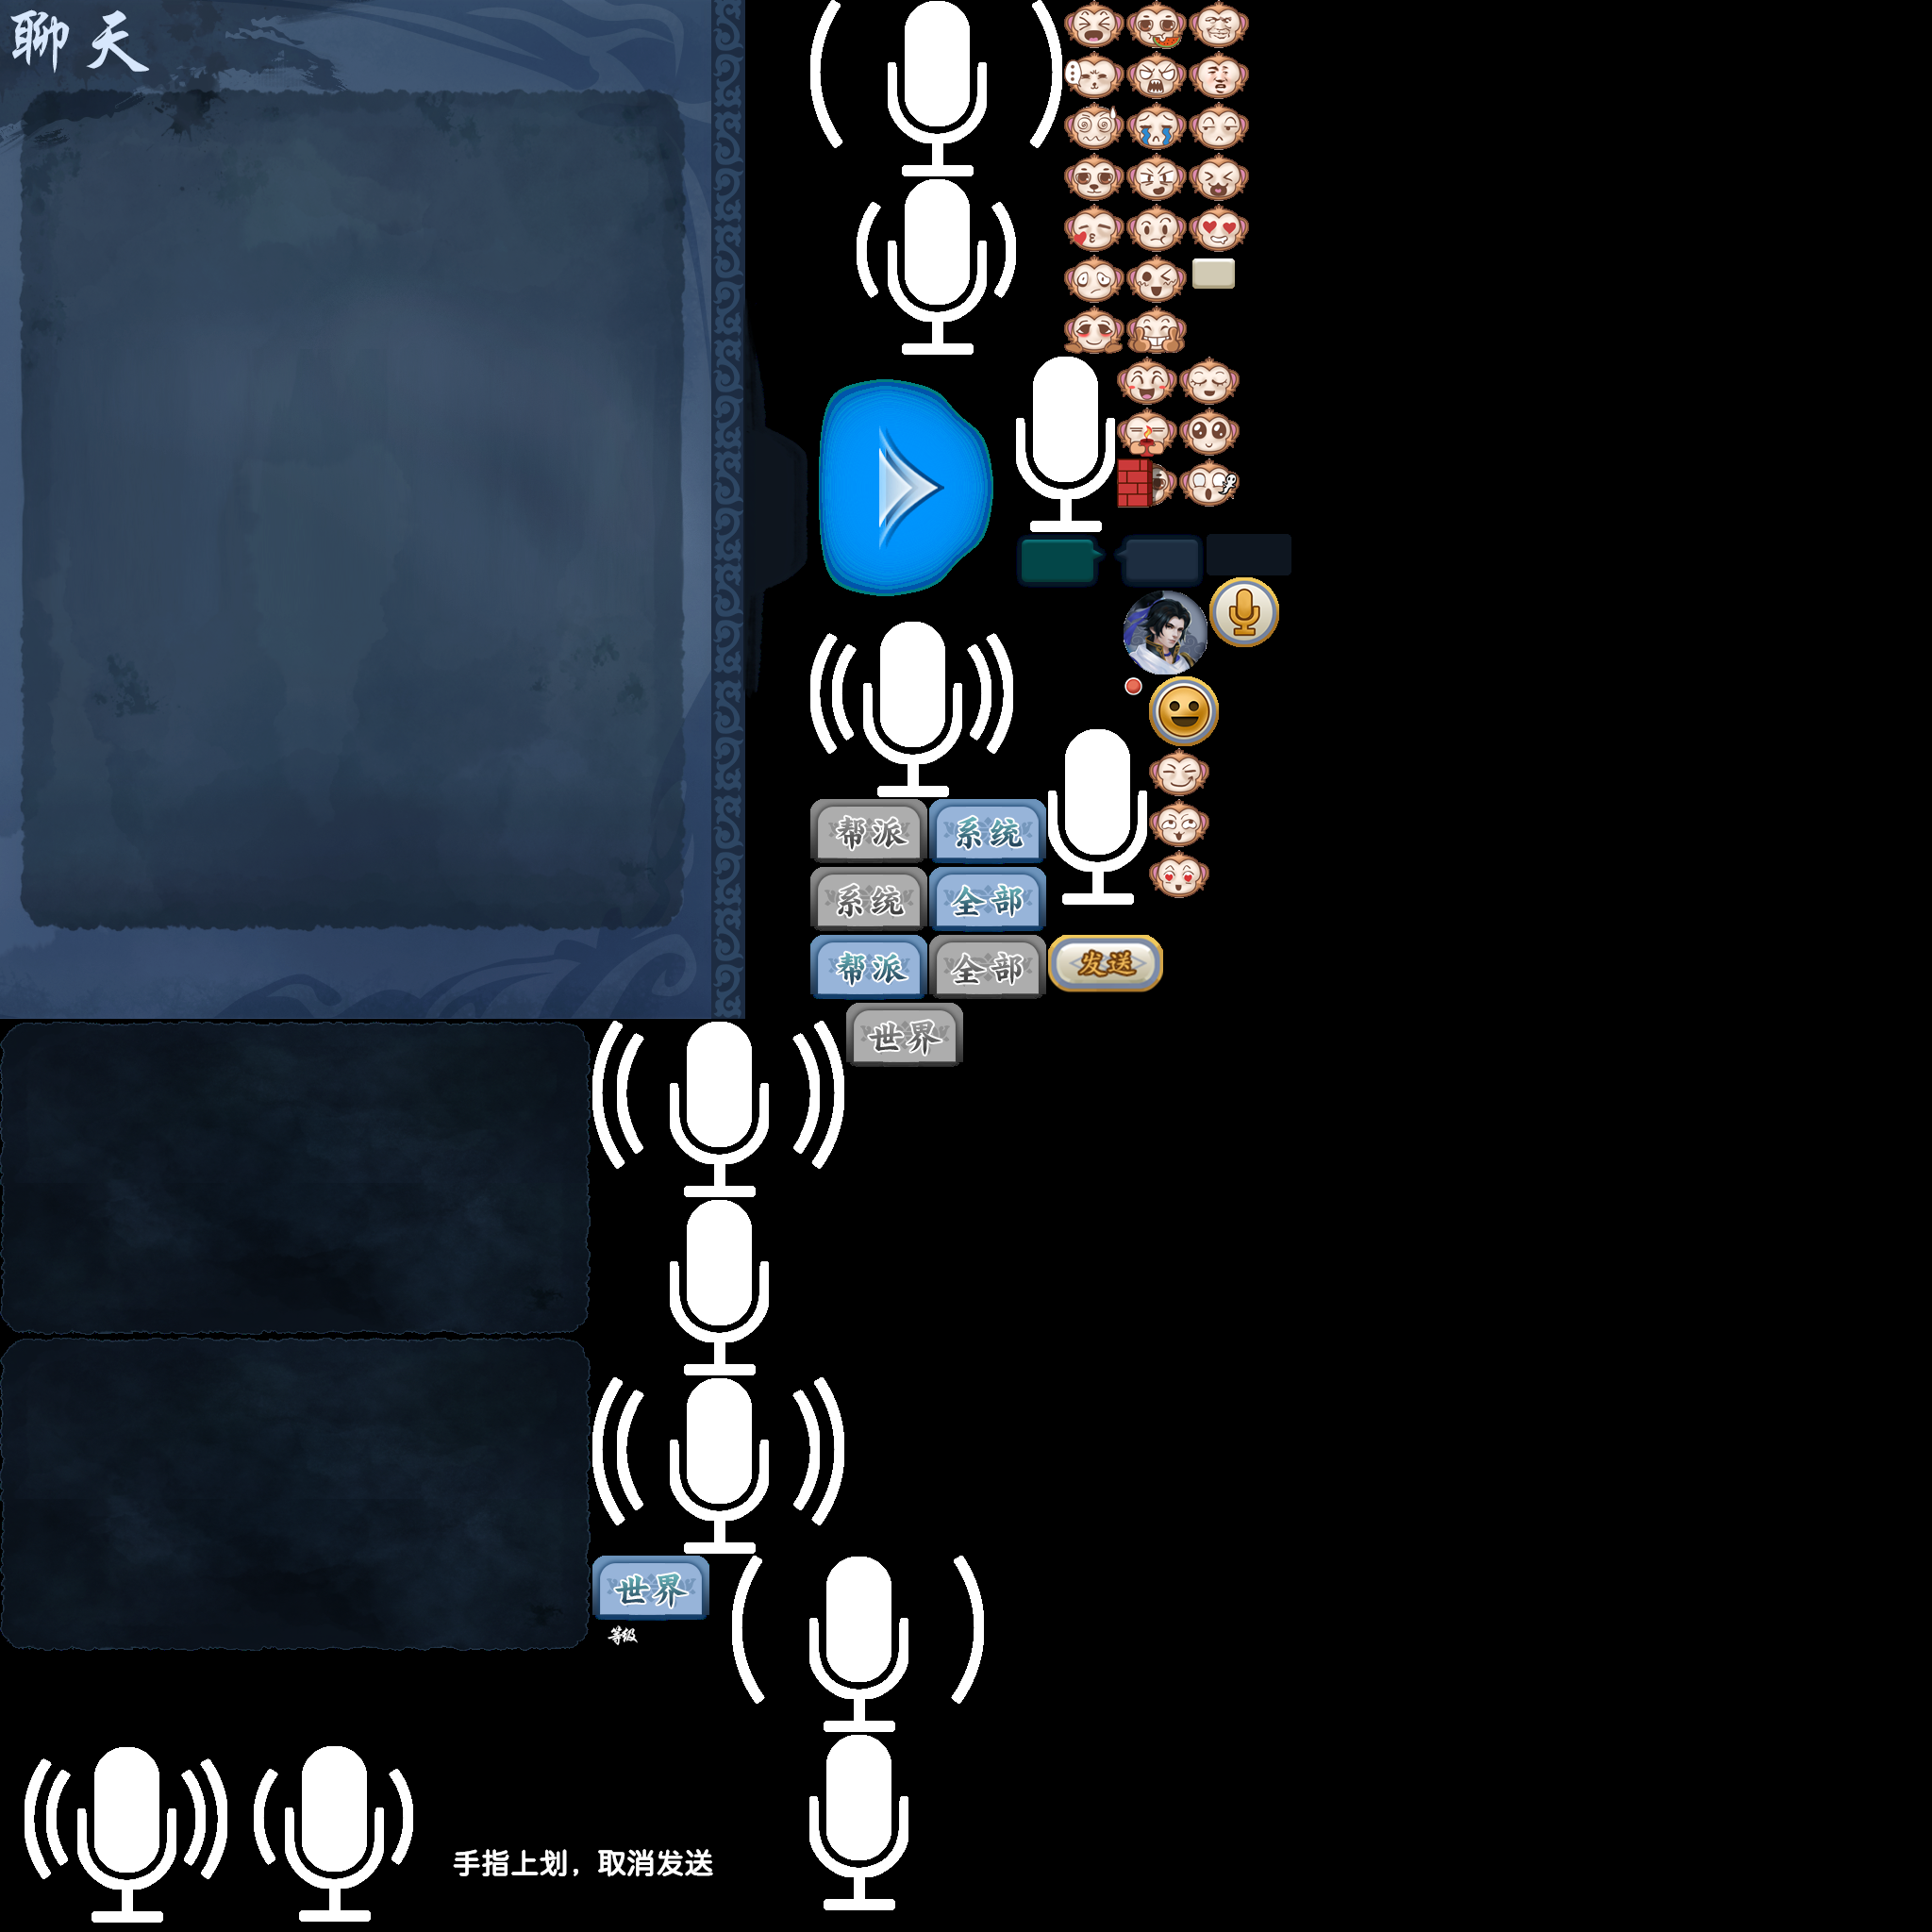 聊天
帮派
系统
系统
全部
帮派
全部
发送
世界
世界
等级
手指上划，取消发送